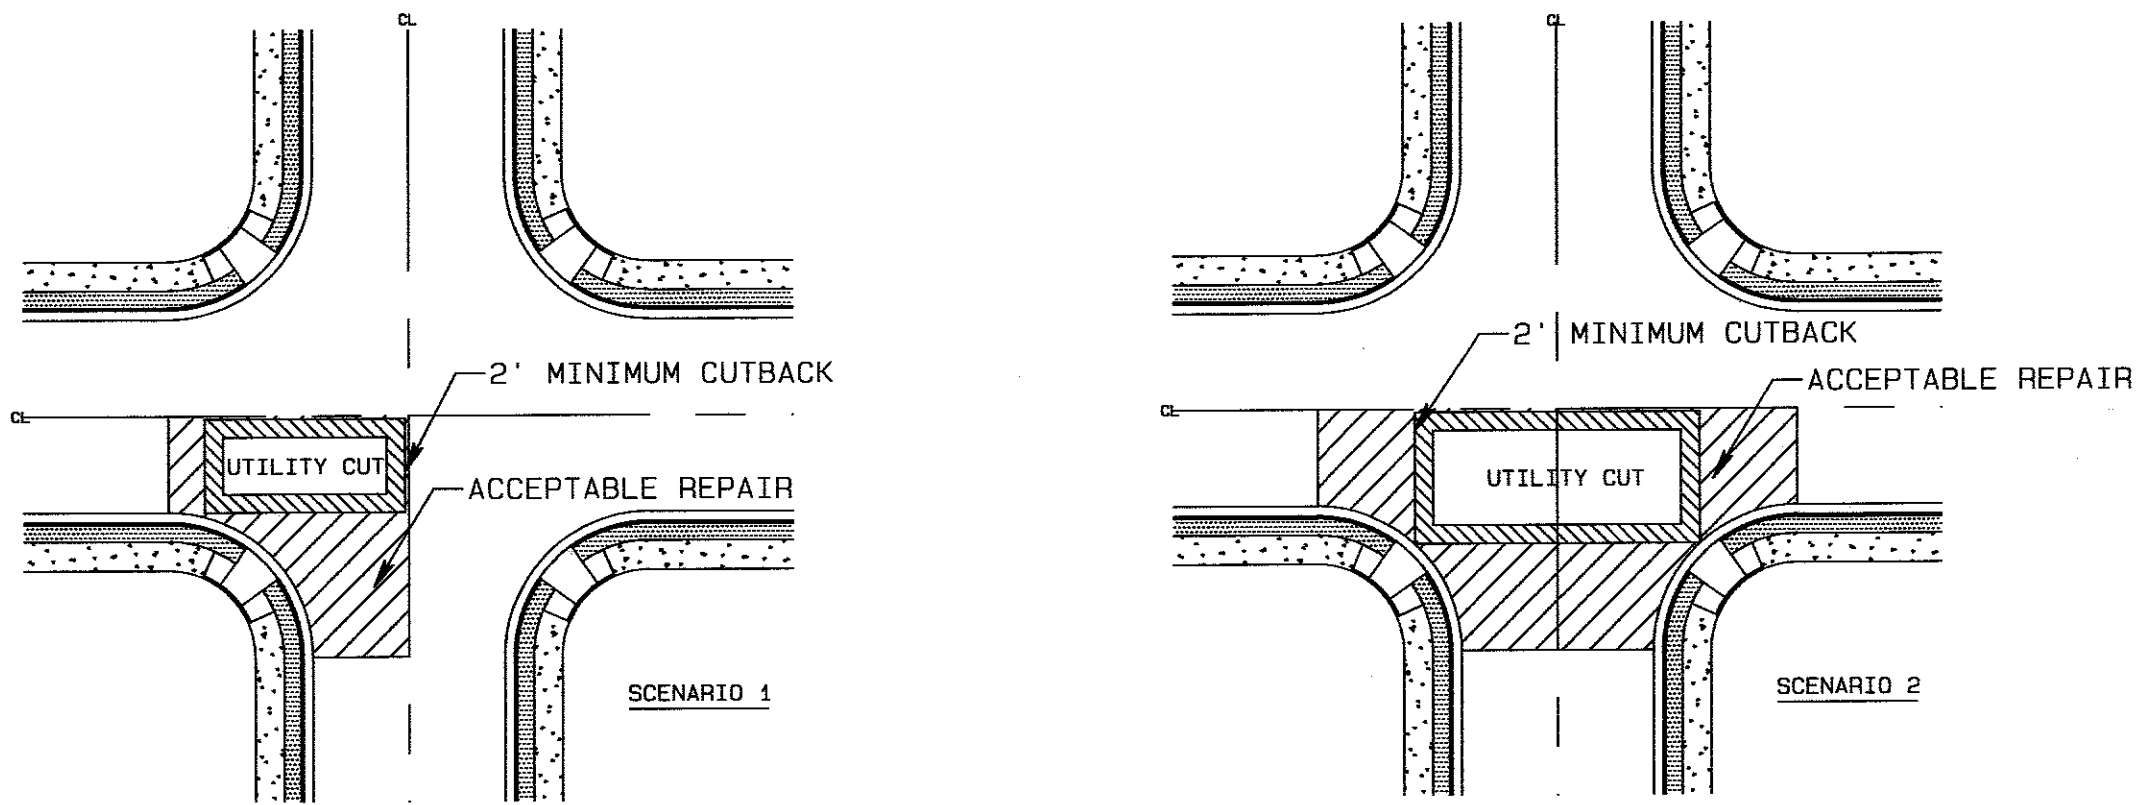 CL
2' MINIMUM CUTBACK
CL
UTILITY CUT
ACCEPTABLE REPAIR
SCENARIO 1
CL
2' MINIMUM CUTBACK
ACCEPTABLE REPAIR
CL
UTILITY CUT
SCENARIO 2